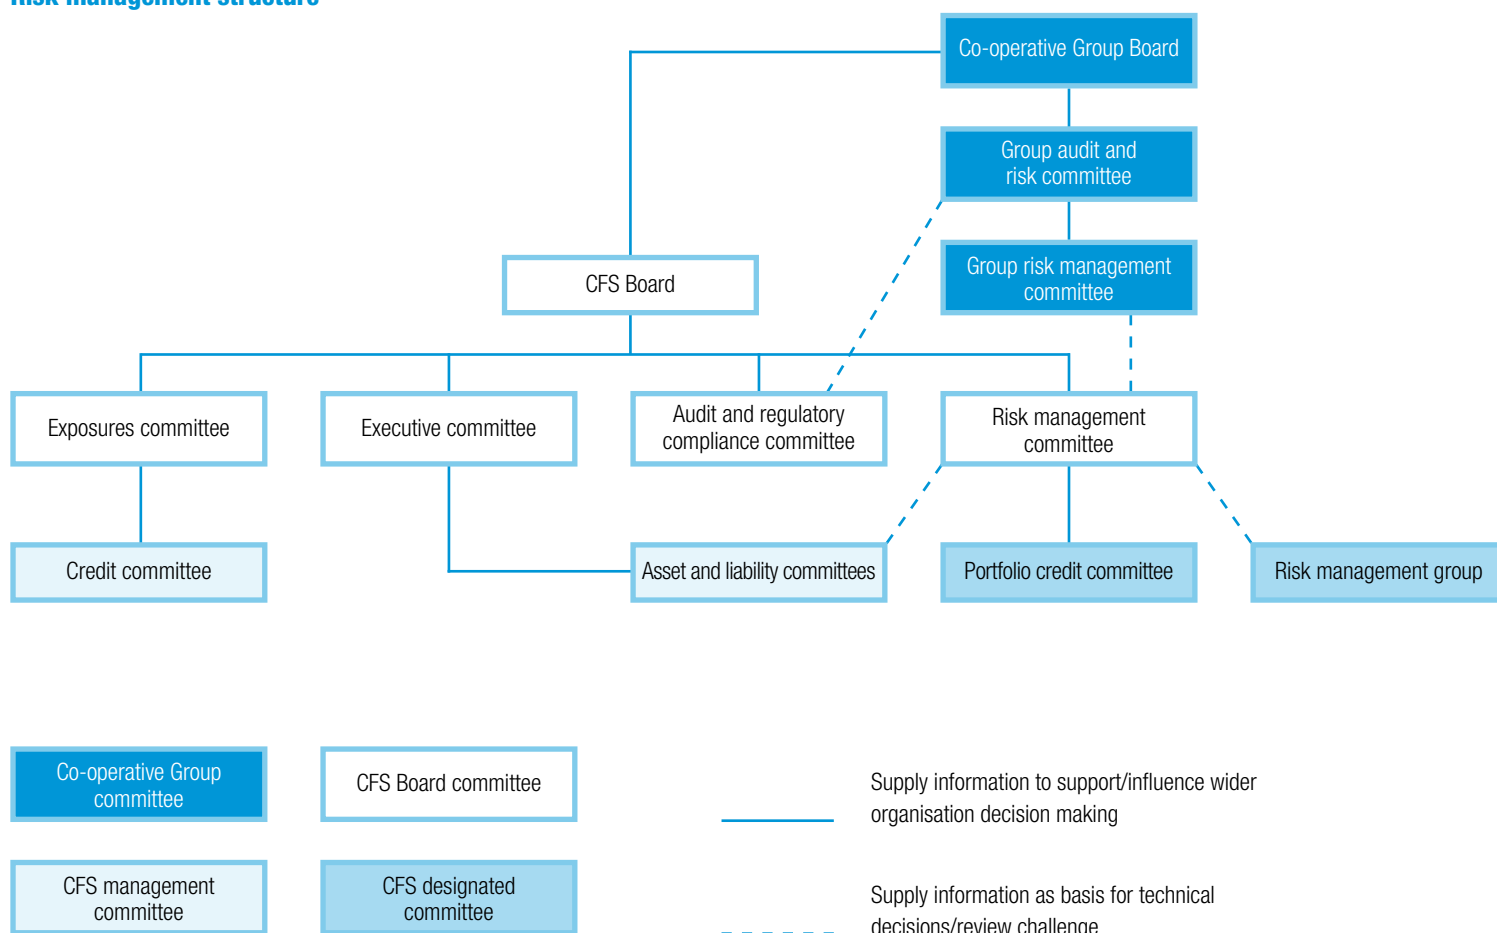 Risk management structure
Co-operative Group Board
Group audit and
risk committee
Group risk management
committee
CFS Board
Exposures committee
Executive committee
Audit and regulatory
compliance committee
Risk management
committee
Credit committee
Asset and liability committees
Portfolio credit committee
Risk management group
Co-operative Group
committee
CFS Board committee
Supply information to support/influence wider
organisation decision making
CFS management
committee
CFS designated
committee
Supply information as basis for technical
decisions/review challenge